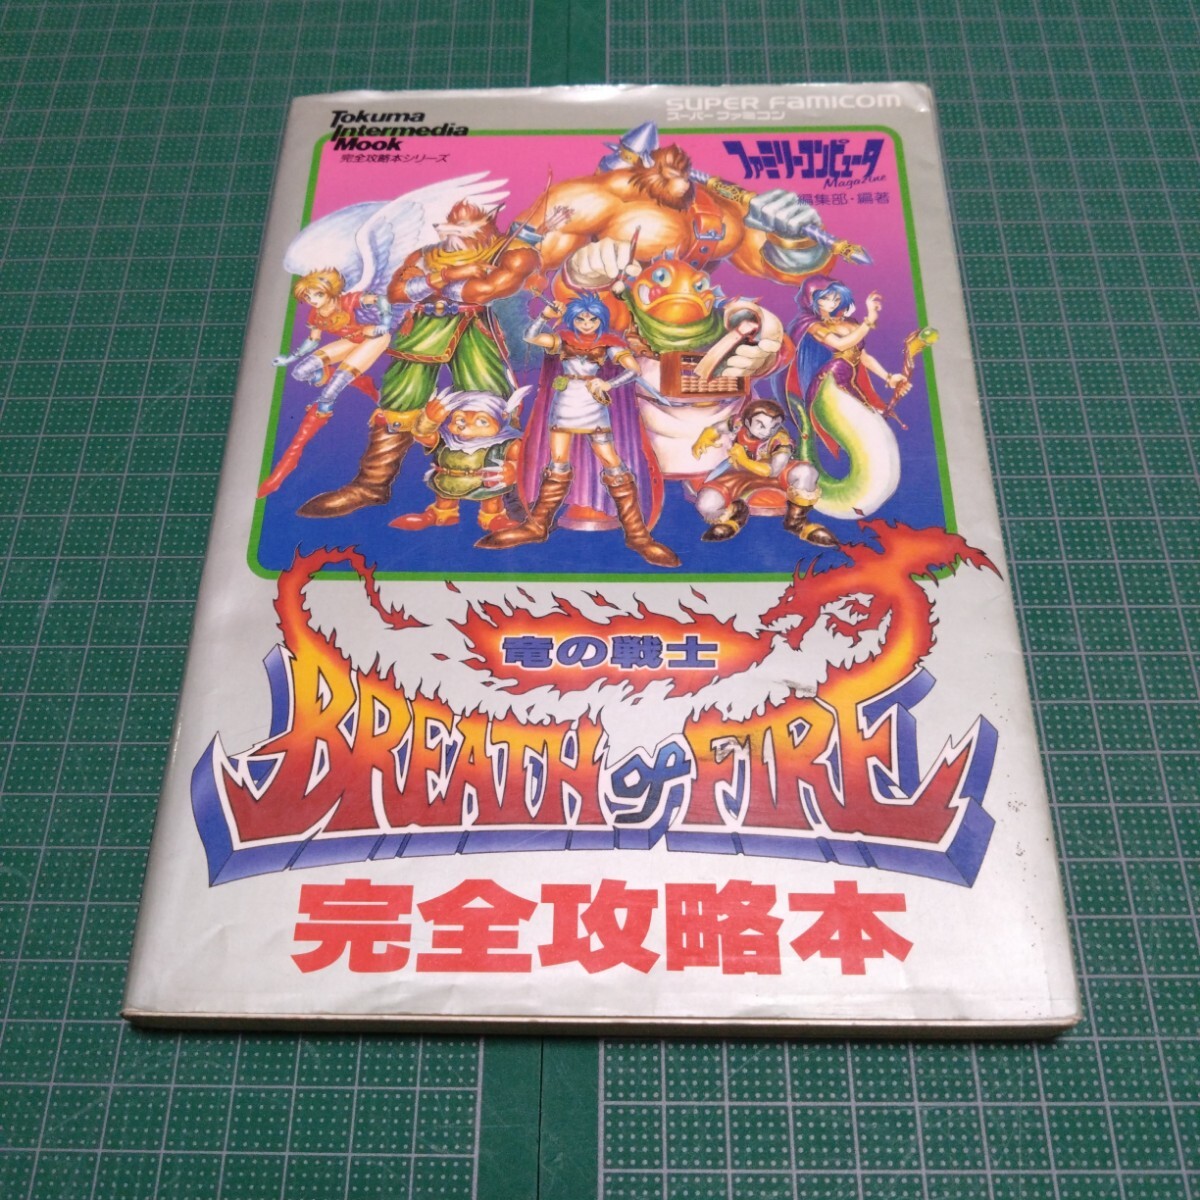 Tokuma
Intermedia
Mook
完全攻略本シリーズ
SUPER FAMICOM
スーパーファミコン
ファミリーコンピュータ
Magazine
編集部・編著
竜の戦士
BREATH OF FIRE
完全攻略本